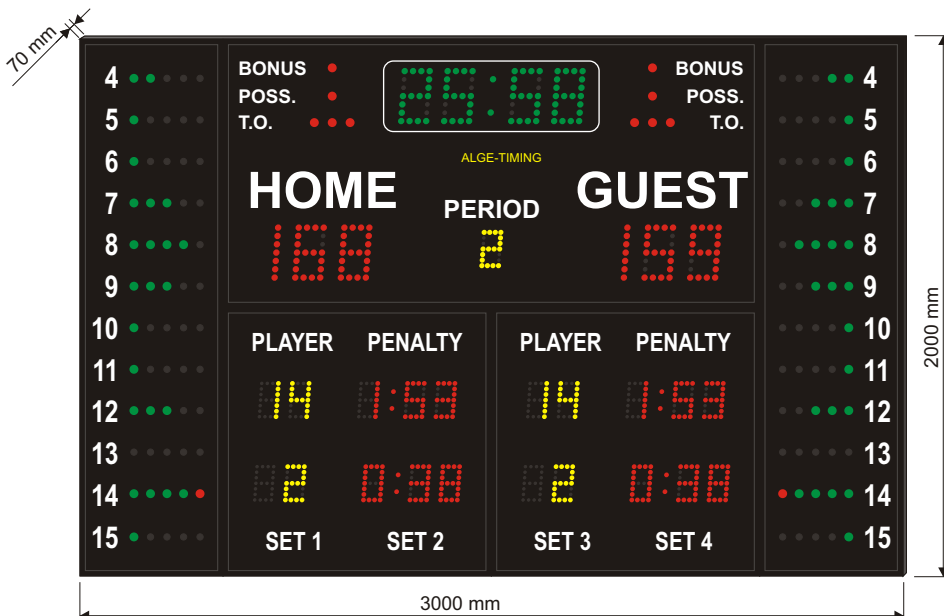 70 mm
BONUS
POSS.
T.O.
25:58
BONUS
POSS.
T.O.
ALGE-TIMING
HOME
PERIOD
GUEST
168
2
159
4
5
6
7
8
9
10
11
12
13
14
15
4
5
6
7
8
9
10
11
12
13
14
15
PLAYER PENALTY
14 1:53
2 0:38
SET 1 SET 2
PLAYER PENALTY
14 1:53
2 0:38
SET 3 SET 4
2000 mm
3000 mm